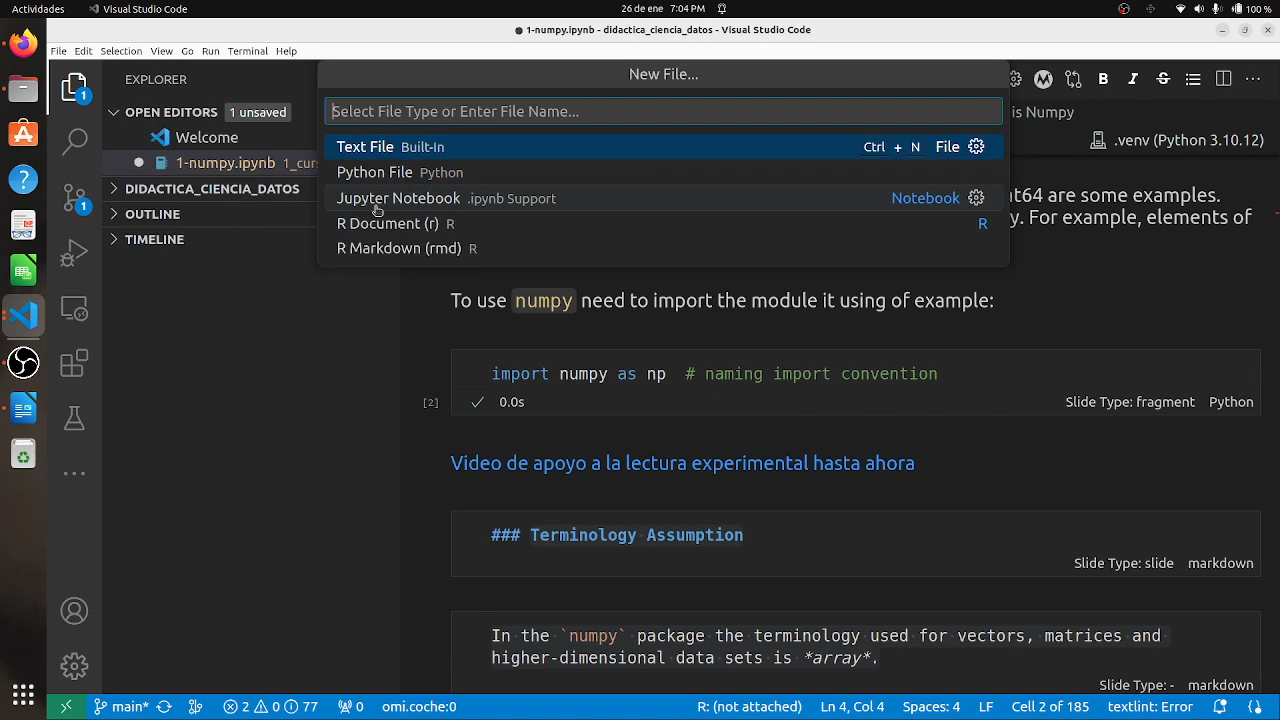 Actividades
Visual Studio Code
26 de ene 7:04 PM
100 %
1-numpy.ipynb - didactica_ciencia_datos - Visual Studio Code
File Edit Selection View Go Run Terminal Help
EXPLORER
OPEN EDITORS 1 unsaved
Welcome
1-numpy.ipynb 1_cur
DIDACTICA_CIENCIA_DATOS
OUTLINE
TIMELINE
1
1
New File...
Select File Type or Enter File Name...
Text File Built-In Ctrl + N File
Python File Python
Jupyter Notebook .ipynb Support Notebook
R Document (r) R R
R Markdown (rmd) R
is Numpy
.venv (Python 3.10.12)
at64 are some examples.
y. For example, elements of
To use numpy need to import the module it using of example:
import numpy as np # naming import convention
[2] 0.0s Slide Type: fragment Python
Video de apoyo a la lectura experimental hasta ahora
### Terminology Assumption
Slide Type: slide markdown
In the `numpy` package the terminology used for vectors, matrices and
higher-dimensional data sets is *array*.
Slide Type: - markdown
main* 2 0 77 0 omi.coche:0 R: (not attached) Ln 4, Col 4 Spaces: 4 LF Cell 2 of 185 textlint: Error